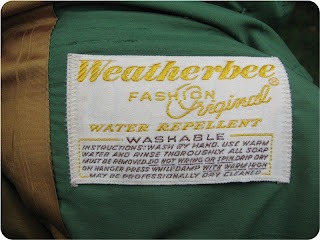 Weatherbee
FASHION
Original®
WATER REPELLENT
WASHABLE
INSTRUCTIONS: WASH BY HAND. USE WARM
WATER AND RINSE THOROUGHLY. ALL SOAP
MUST BE REMOVED. DO NOT WRING OR SPIN. DRIP DRY
ON HANGER PRESS WHILE DAMP WITH WARM IRON
MAY BE PROFESSIONALLY DRY CLEANED